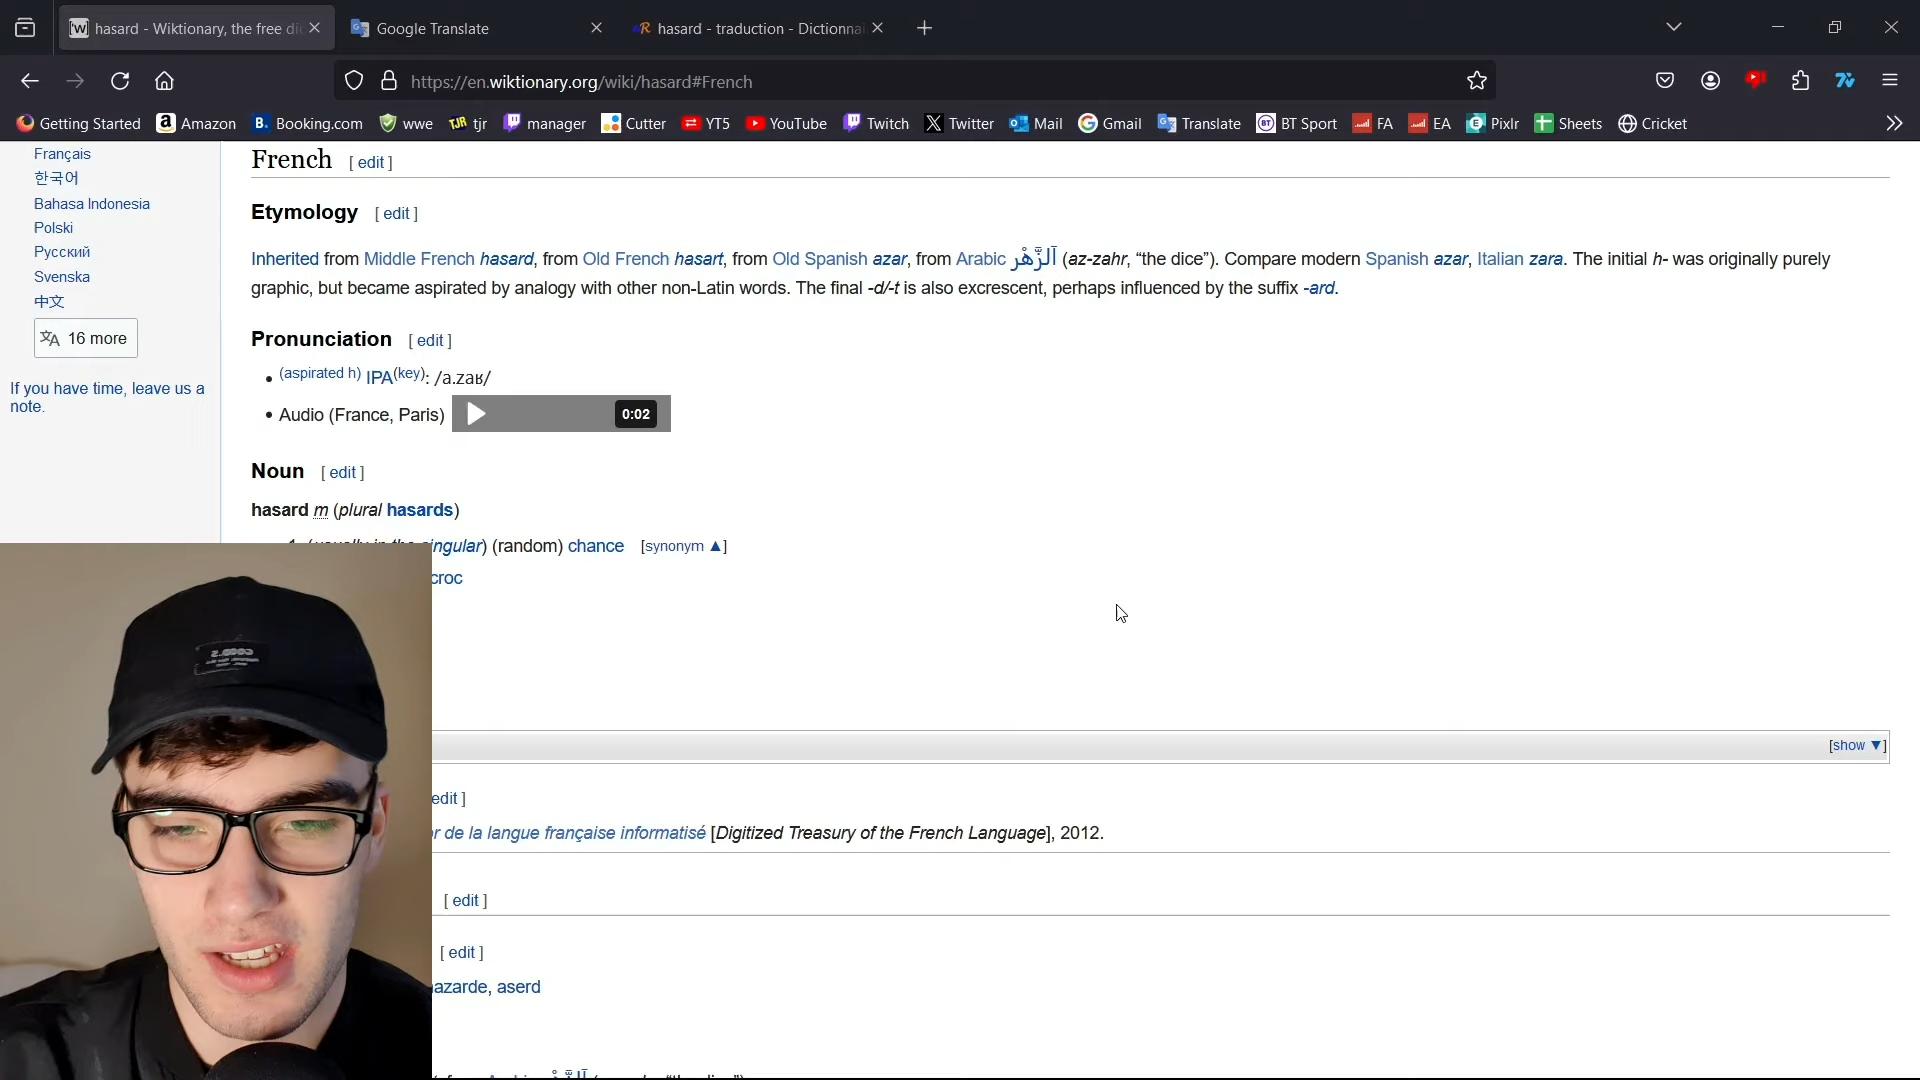 hasard - Wiktionary, the free di
Google Translate
hasard - traduction - Dictionna
https://en.wiktionary.org/wiki/hasard#French
Getting Started
Amazon
Booking.com
wwe
tjr
manager
Cutter
YT5
YouTube
Twitch
Twitter
Mail
Gmail
Translate
BT Sport
FA
EA
Pixlr
Sheets
Cricket
Français
한국어
Bahasa Indonesia
Polski
Русский
Svenska
中文
16 more
If you have time, leave us a
note.
French [ edit ]
Etymology [ edit ]
Inherited from Middle French hasard, from Old French hasart, from Old Spanish azar, from Arabic اَلزَّهْر (az-zahr, “the dice”). Compare modern Spanish azar, Italian zara. The initial h- was originally purely
graphic, but became aspirated by analogy with other non-Latin words. The final -d/-t is also excrescent, perhaps influenced by the suffix -ard.
Pronunciation [ edit ]
• (aspirated h) IPA(key): /a.zaʁ/
• Audio (France, Paris) 0:02
Noun [ edit ]
hasard m (plural hasards)
singular) (random) chance [synonym ▲]
croc
[show ▼]
edit ]
r de la langue française informatisé [Digitized Treasury of the French Language], 2012.
[ edit ]
[ edit ]
azarde, aserd